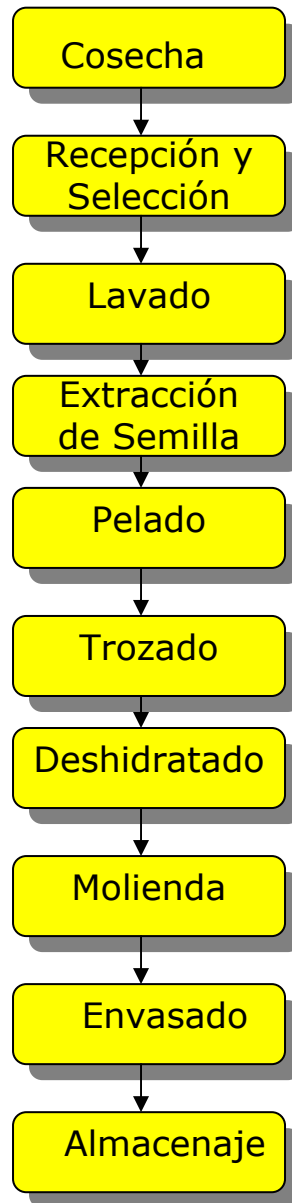 Cosecha
Recepción y
Selección
Lavado
Extracción
de Semilla
Pelado
Trozado
Deshidratado
Molienda
Envasado
Almacenaje